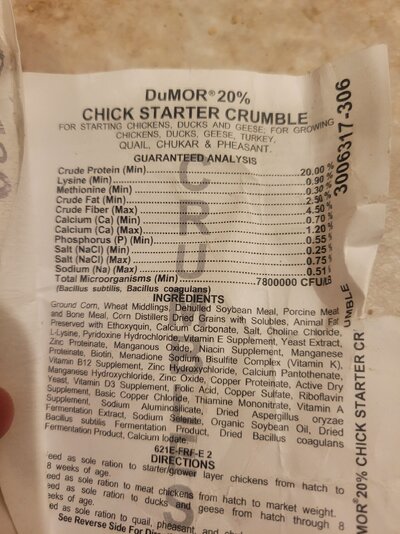 DuMOR® 20%
CHICK STARTER CRUMBLE
FOR STARTING CHICKENS, DUCKS AND GEESE, FOR GROWING
CHICKENS, DUCKS, GEESE, TURKEY,
QUAIL, CHUKAR & PHEASANT.
GUARANTEED ANALYSIS
Crude Protein (Min)....20.00 %
Lysine (Min)....0.90 %
Methionine (Min)....0.30 %
Crude Fat (Min)....2.50 %
Crude Fiber (Max)....4.50 %
Calcium (Ca) (Min)....0.70 %
Calcium (Ca) (Max)....1.20 %
Phosphorus (P) (Min)....0.55 %
Salt (NaCl) (Min)....0.25 %
Salt (NaCl) (Max)....0.75 %
Sodium (Na) (Max)....0.51 %
Total Microorganisms (Min)....7800000 CFU/LB
(Bacillus subtilis, Bacillus coagulans)
INGREDIENTS
Ground Corn, Wheat Middlings, Dehulled Soybean Meal, Porcine Meat
and Bone Meal, Corn Distillers Dried Grains with Solubles, Animal Fat
Preserved with Ethoxyquin, Calcium Carbonate, Salt, Choline Chloride,
L-Lysine, Pyridoxine Hydrochloride, Vitamin E Supplement, Yeast Extract,
Zinc Proteinate, Manganous Oxide, Niacin Supplement, Manganese
Proteinate, Biotin, Menadione Sodium Bisulfite Complex (Vitamin K),
Vitamin B12 Supplement, Zinc Hydroxychloride, Calcium Pantothenate,
Manganese Hydroxychloride, Zinc Oxide, Copper Proteinate, Active Dry
Yeast, Vitamin D3 Supplement, Folic Acid, Copper Sulfate, Riboflavin
Supplement, Basic Copper Chloride, Thiamine Mononitrate, Vitamin A
Supplement, Sodium Aluminosilicate, Dried Aspergillus oryzae
Fermentation Extract, Sodium Selenite, Organic Soybean Oil, Dried
Bacillus subtilis Fermentation Product, Dried Bacillus coagulans
Fermentation Product, Calcium Iodate.
621E-FRF-E 2
DIRECTIONS
eed as sole ration to starter/grower layer chickens from hatch to
8 weeks of age.
eed as sole ration to meat chickens from hatch to market weight.
eed as sole ration to ducks and geese from hatch through 8
eeks of age.
ed as sole ration to quail, pheasant, and
See Reverse Side For
3006317-306
UMBLE
MOR® 20% CHICK STARTER CR